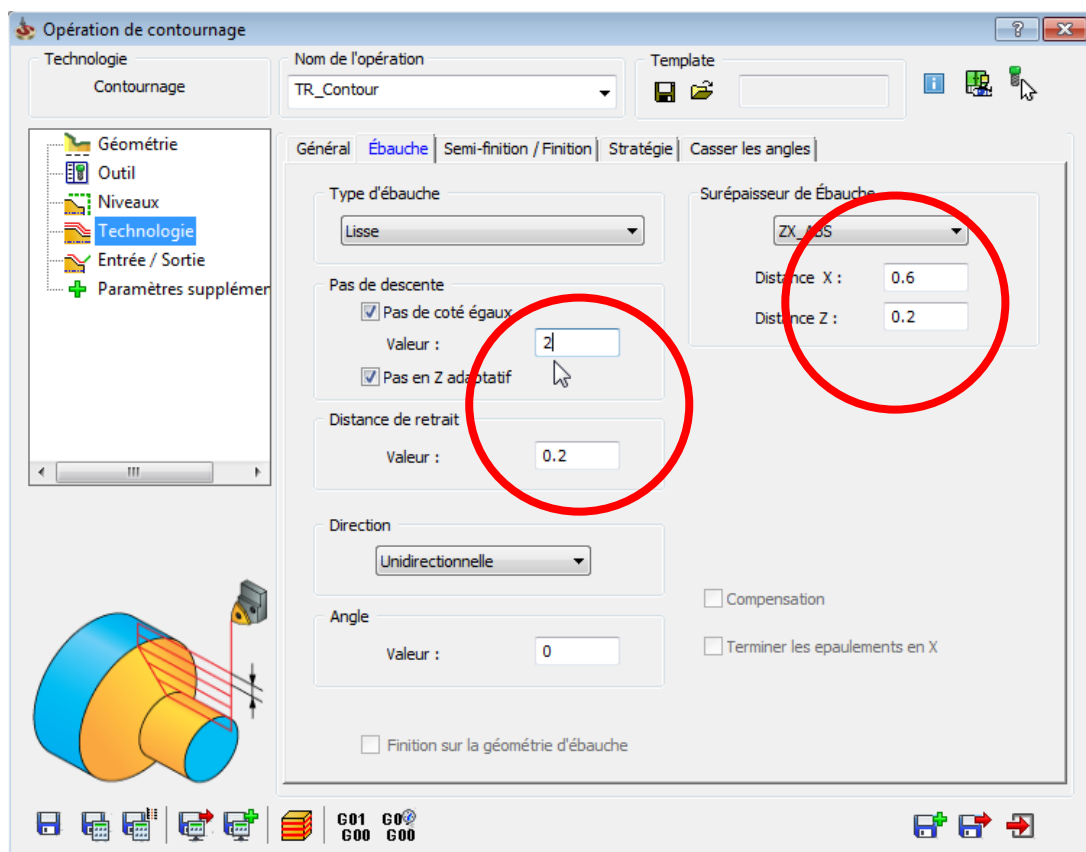 Opération de contournage
Technologie
Contournage
Nom de l'opération
TR_Contour
Template
Géométrie
Outil
Niveaux
Technologie
Entrée / Sortie
Paramètres supplémen
Général Ébauche Semi-finition / Finition Stratégie Casser les angles
Type d'ébauche
Lisse
Pas de descente
Pas de coté égaux
Valeur : 2
Pas en Z adaptatif
Distance de retrait
Valeur : 0.2
Direction
Unidirectionnelle
Angle
Valeur : 0
Finition sur la géométrie d'ébauche
Surépaisseur de Ébauche
ZX_ABS
Distance X : 0.6
Distance Z : 0.2
Compensation
Terminer les epaulements en X
G01 G00
G00 G00